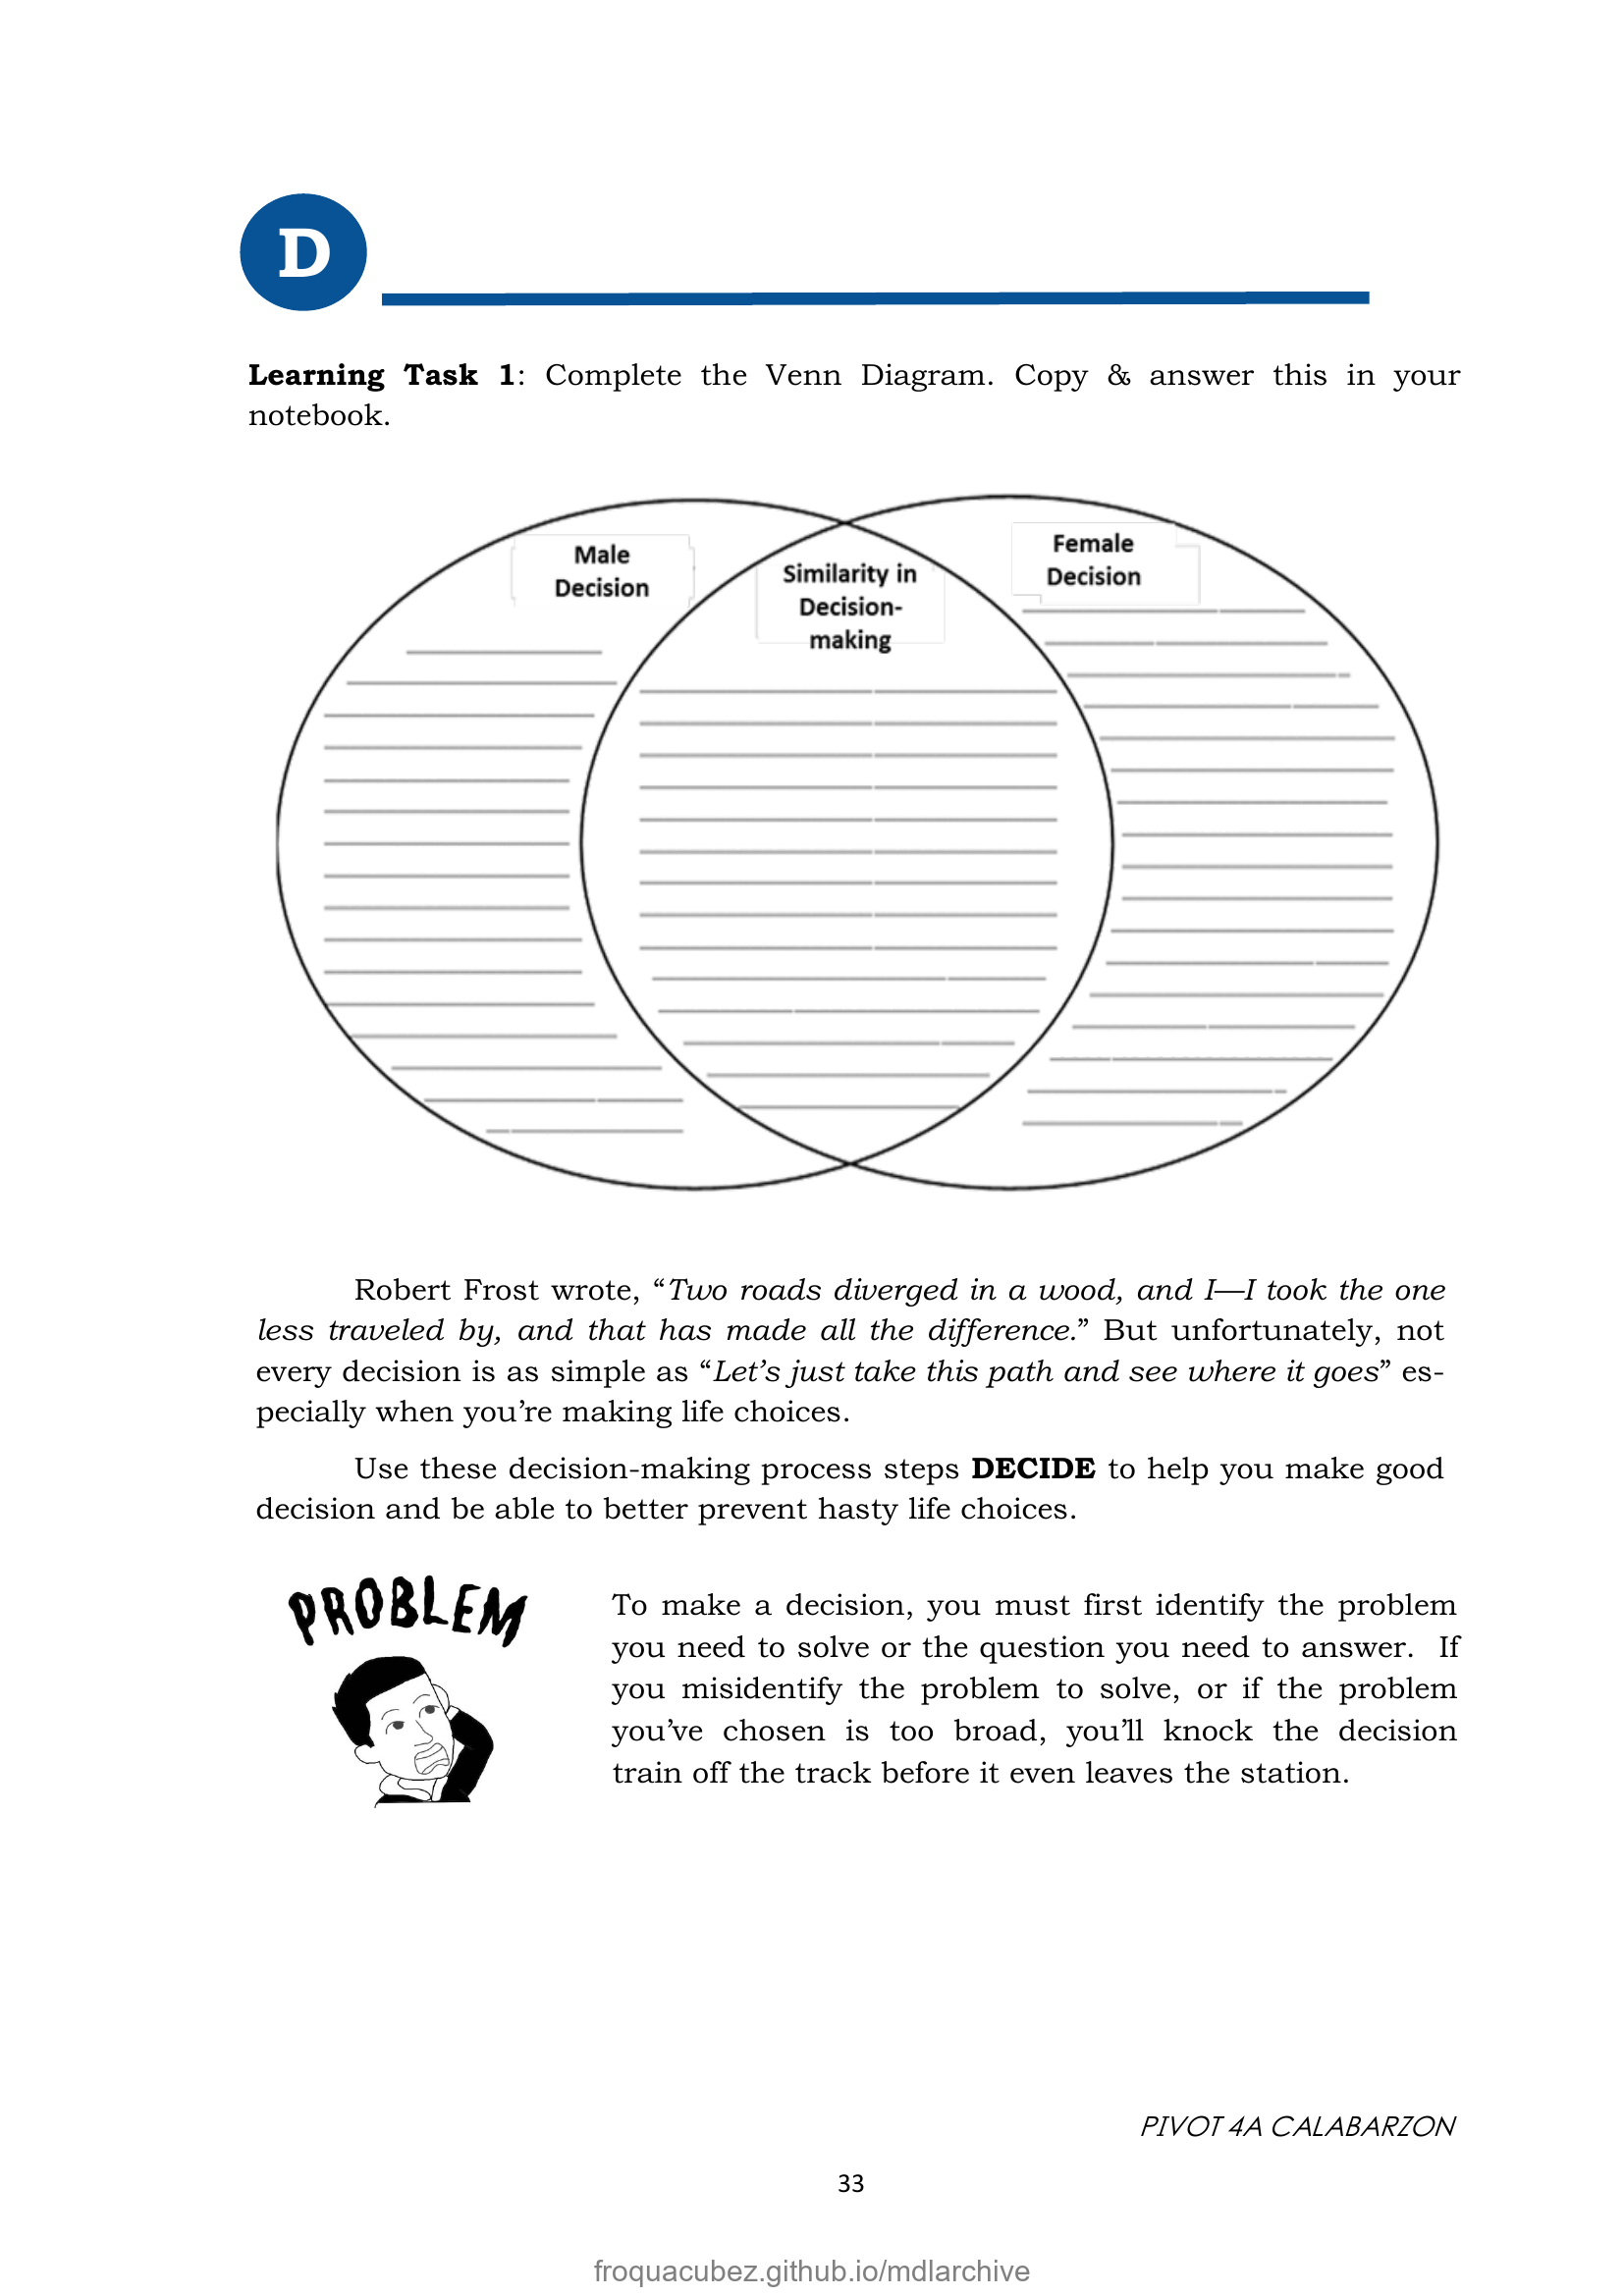 D
Learning Task 1: Complete the Venn Diagram. Copy & answer this in your
notebook.
Male
Decision
Similarity in
Decision-
making
Female
Decision
Robert Frost wrote, “Two roads diverged in a wood, and I—I took the one
less traveled by, and that has made all the difference.” But unfortunately, not
every decision is as simple as “Let’s just take this path and see where it goes” es-
pecially when you’re making life choices.
Use these decision-making process steps DECIDE to help you make good
decision and be able to better prevent hasty life choices.
PROBLEM
To make a decision, you must first identify the problem
you need to solve or the question you need to answer. If
you misidentify the problem to solve, or if the problem
you’ve chosen is too broad, you’ll knock the decision
train off the track before it even leaves the station.
PIVOT 4A CALABARZON
33
froquacubez.github.io/mdlarchive